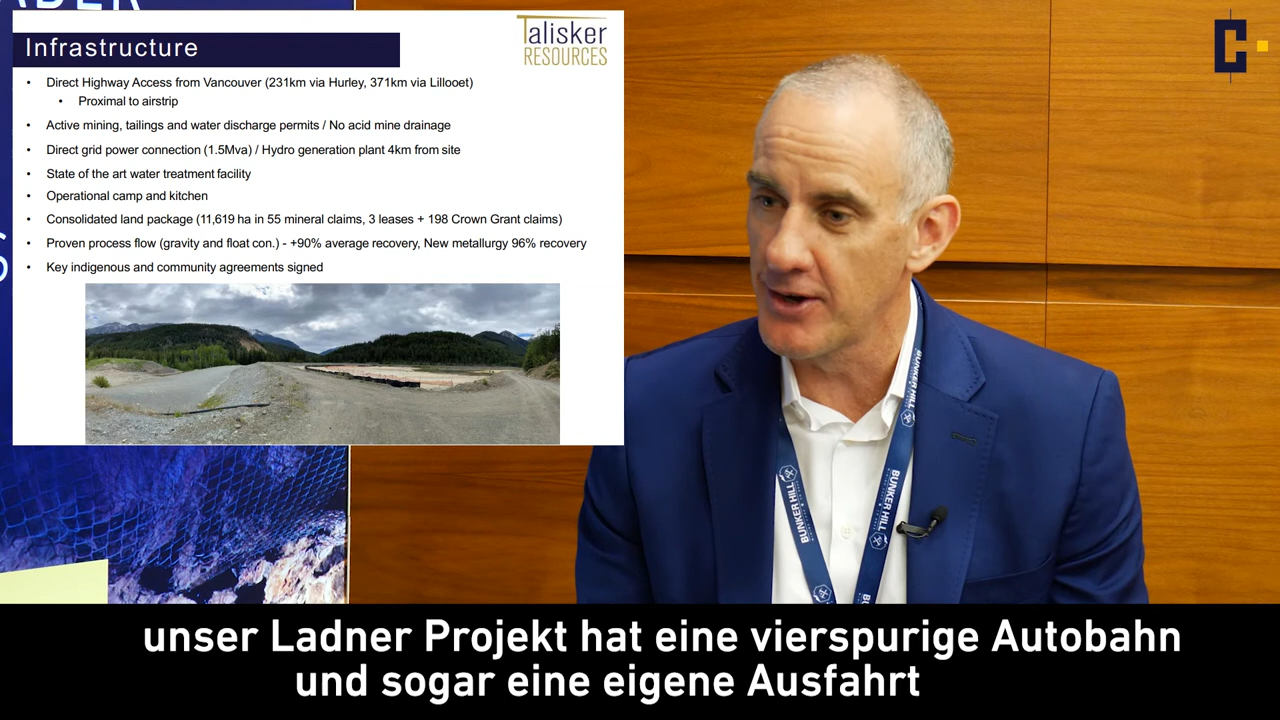 Infrastructure
Talisker
RESOURCES
• Direct Highway Access from Vancouver (231km via Hurley, 371km via Lillooet)
• Proximal to airstrip
• Active mining, tailings and water discharge permits / No acid mine drainage
• Direct grid power connection (1.5Mva) / Hydro generation plant 4km from site
• State of the art water treatment facility
• Operational camp and kitchen
• Consolidated land package (11,619 ha in 55 mineral claims, 3 leases + 198 Crown Grant claims)
• Proven process flow (gravity and float con.) - +90% average recovery, New metallurgy 96% recovery
• Key indigenous and community agreements signed
BUNKER HILL
BUNKER HILL
BUNKER HILL
unser Ladner Projekt hat eine vierspurige Autobahn
und sogar eine eigene Ausfahrt